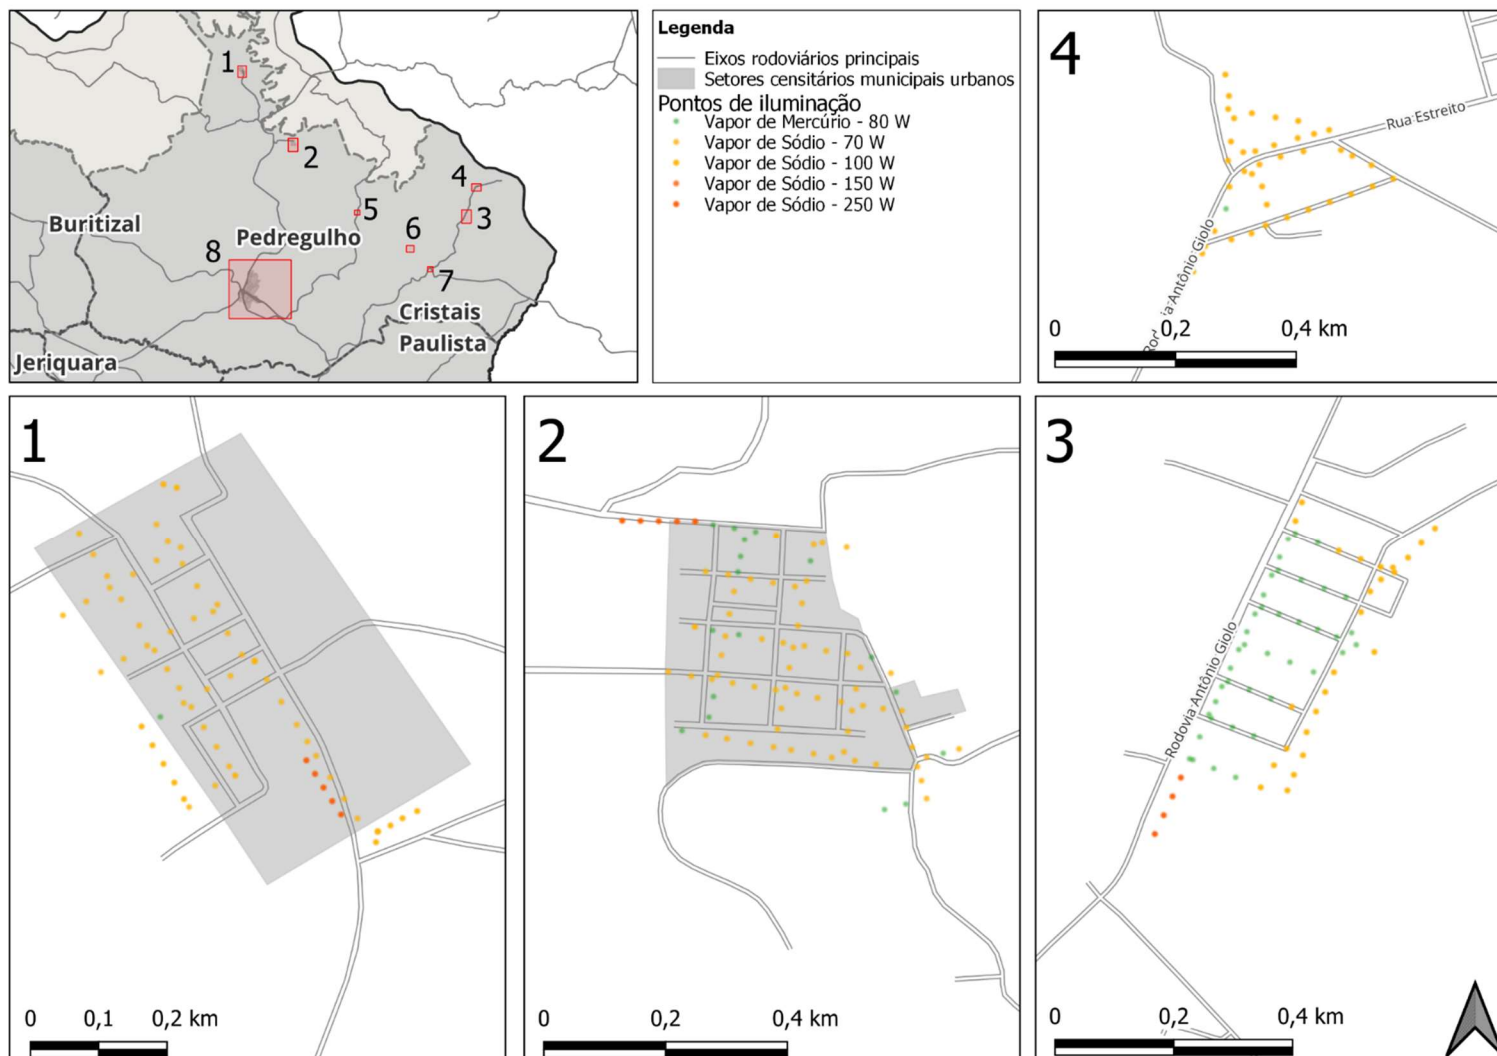 1
2
3
4
5
6
7
8
Buritizal
Pedregulho
Cristais
Paulista
Jeriquara
Legenda
Eixos rodoviários principais
Setores censitários municipais urbanos
Pontos de iluminação
Vapor de Mercúrio - 80 W
Vapor de Sódio - 70 W
Vapor de Sódio - 100 W
Vapor de Sódio - 150 W
Vapor de Sódio - 250 W
4
Rua Estreito
Antônio Giolo
0 0,2 0,4 km
1
0 0,1 0,2 km
2
0 0,2 0,4 km
3
Rodovia Antônio Giolo
0 0,2 0,4 km